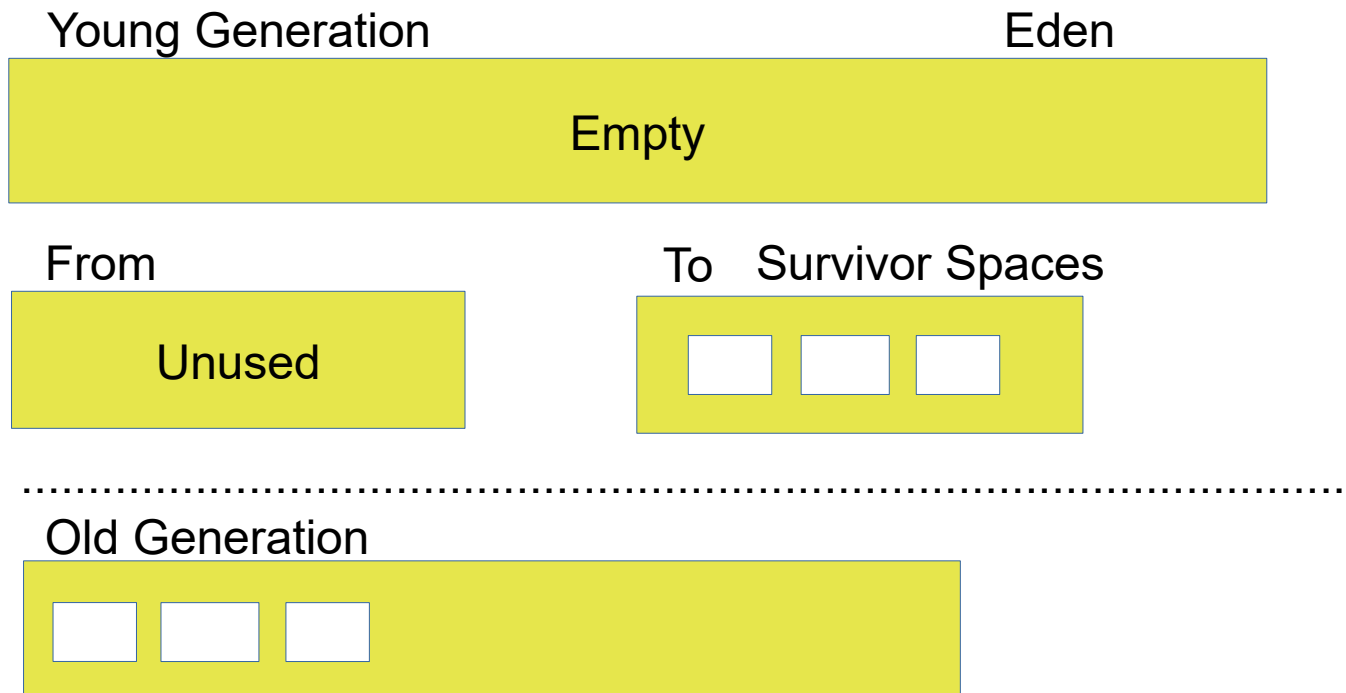 Young Generation Eden
Empty
From To Survivor Spaces
Unused
Old Generation